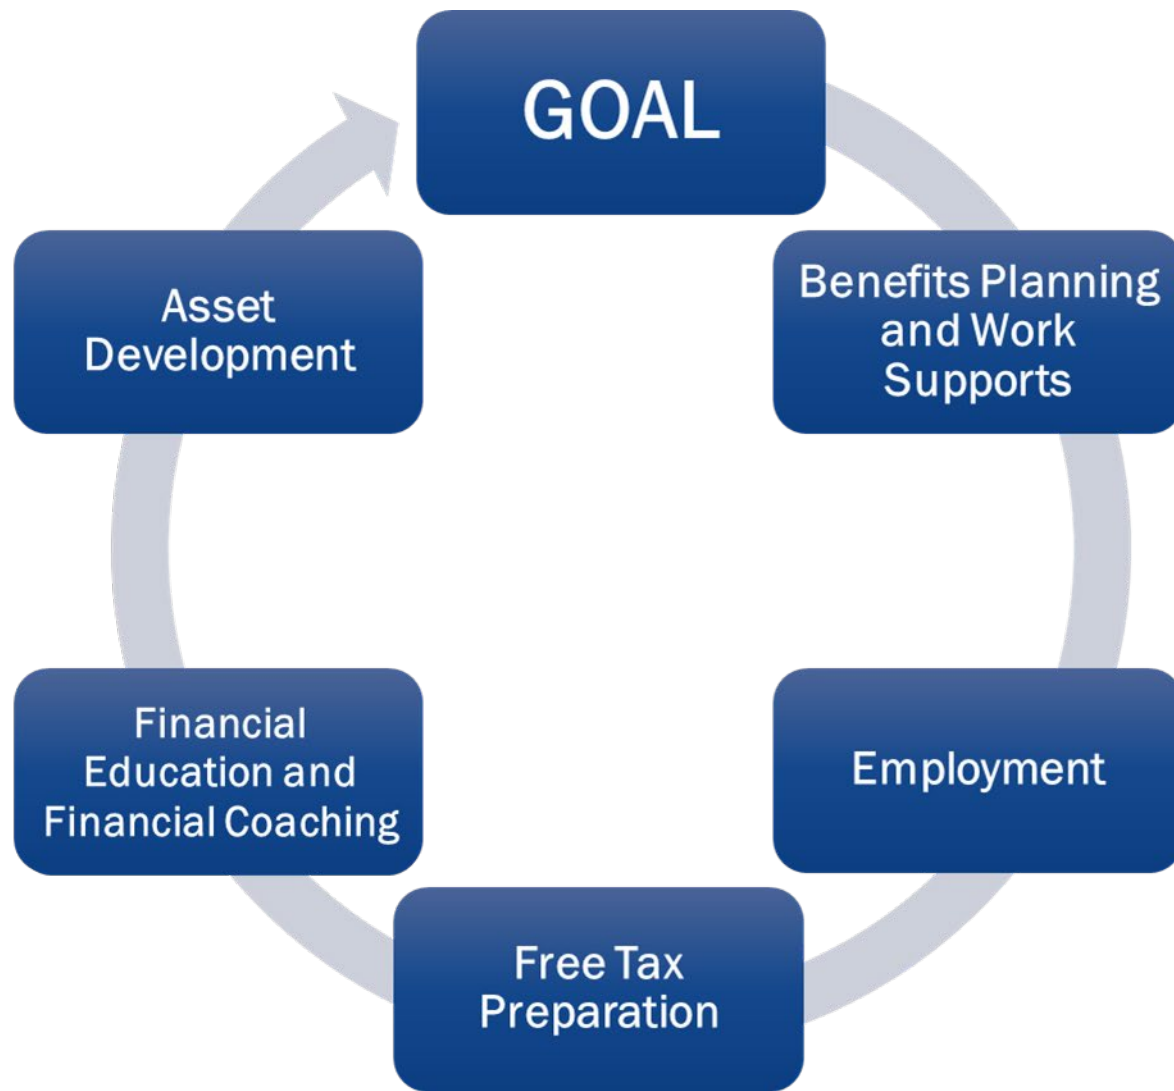 GOAL
Benefits Planning
and Work
Supports
Employment
Free Tax
Preparation
Financial
Education and
Financial Coaching
Asset
Development